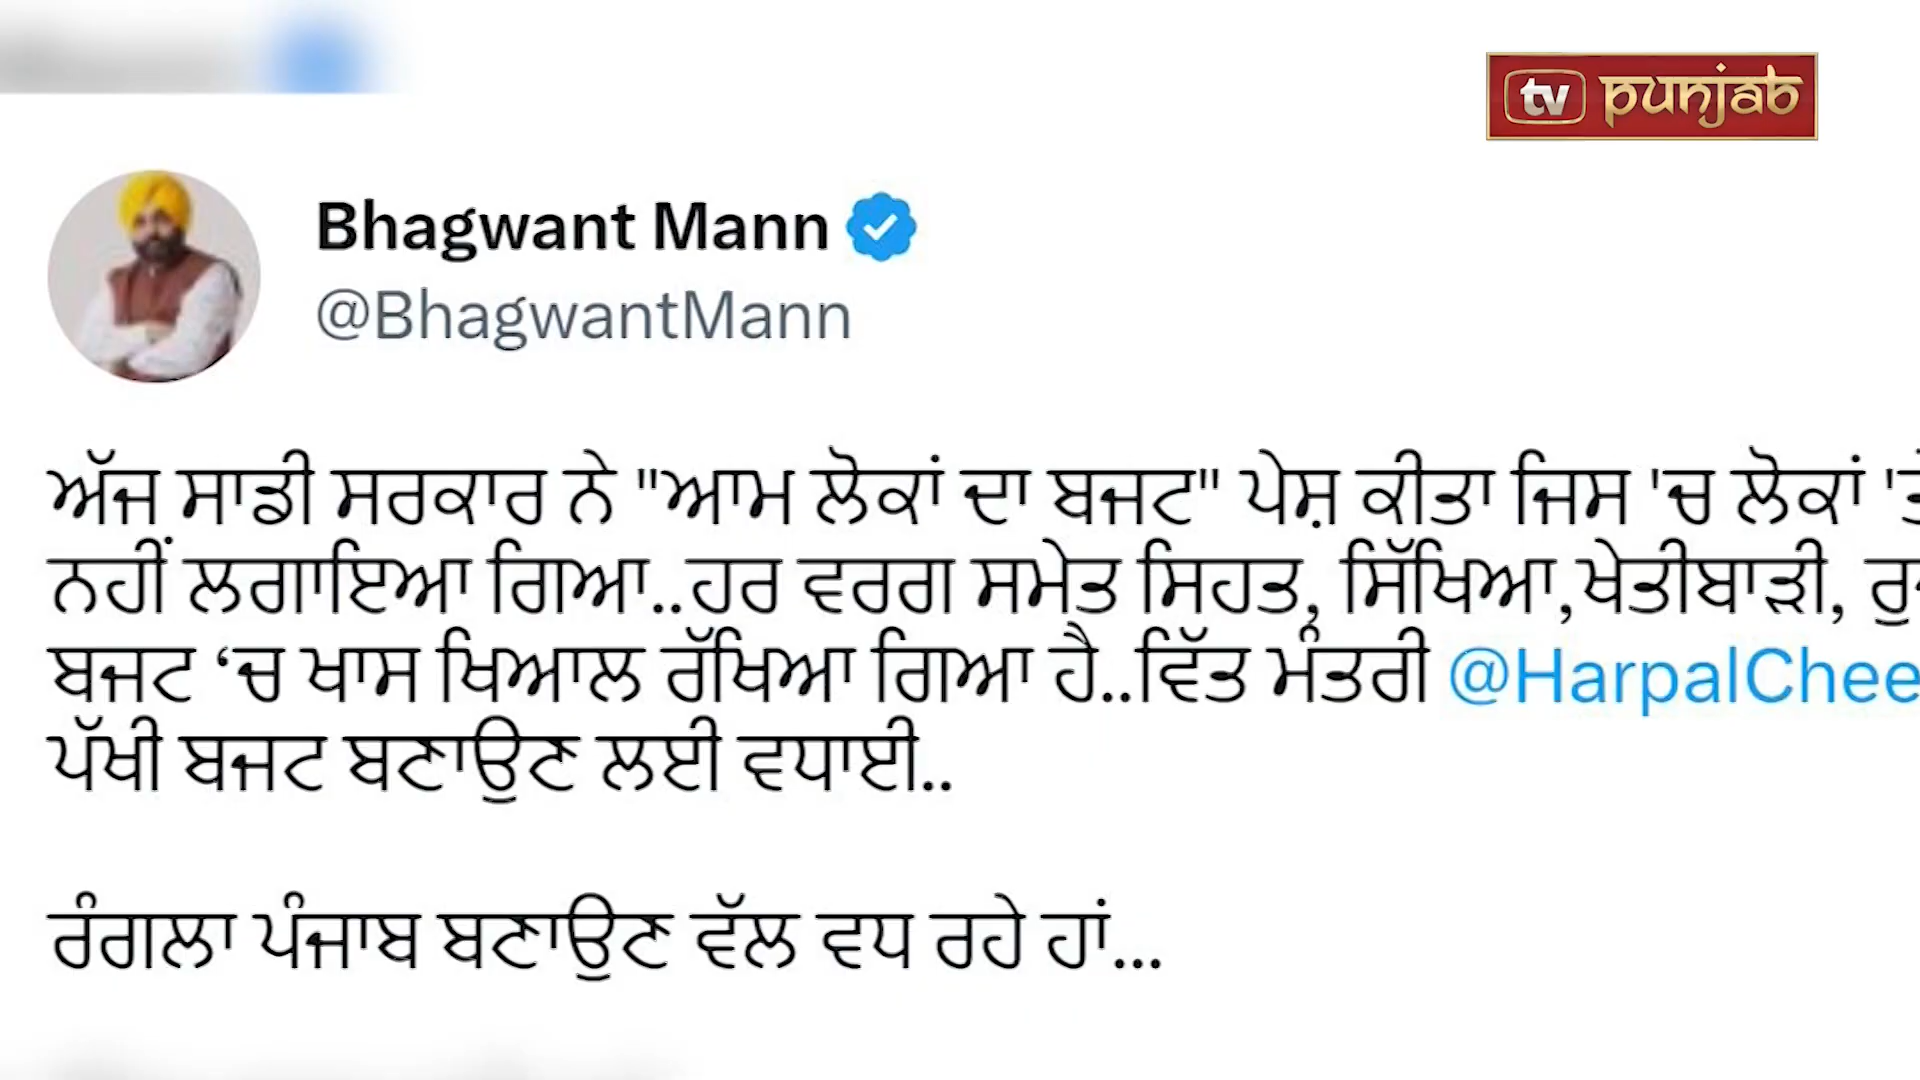 tv punjab
Bhagwant Mann
@BhagwantMann
ਅੱਜ ਸਾਡੀ ਸਰਕਾਰ ਨੇ "ਆਮ ਲੋਕਾਂ ਦਾ ਬਜਟ" ਪੇਸ਼ ਕੀਤਾ ਜਿਸ 'ਚ ਲੋਕਾਂ
ਨਹੀਂ ਲਗਾਇਆ ਗਿਆ..ਹਰ ਵਰਗ ਸਮੇਤ ਸਿਹਤ, ਸਿੱਖਿਆ,ਖੇਤੀਬਾੜੀ,
ਬਜਟ ‘ਚ ਖਾਸ ਖਿਆਲ ਰੱਖਿਆ ਗਿਆ ਹੈ..ਵਿੱਤ ਮੰਤਰੀ @HarpalChee
ਪੱਖੀ ਬਜਟ ਬਣਾਉਣ ਲਈ ਵਧਾਈ..
ਰੰਗਲਾ ਪੰਜਾਬ ਬਣਾਉਣ ਵੱਲ ਵਧ ਰਹੇ ਹਾਂ...